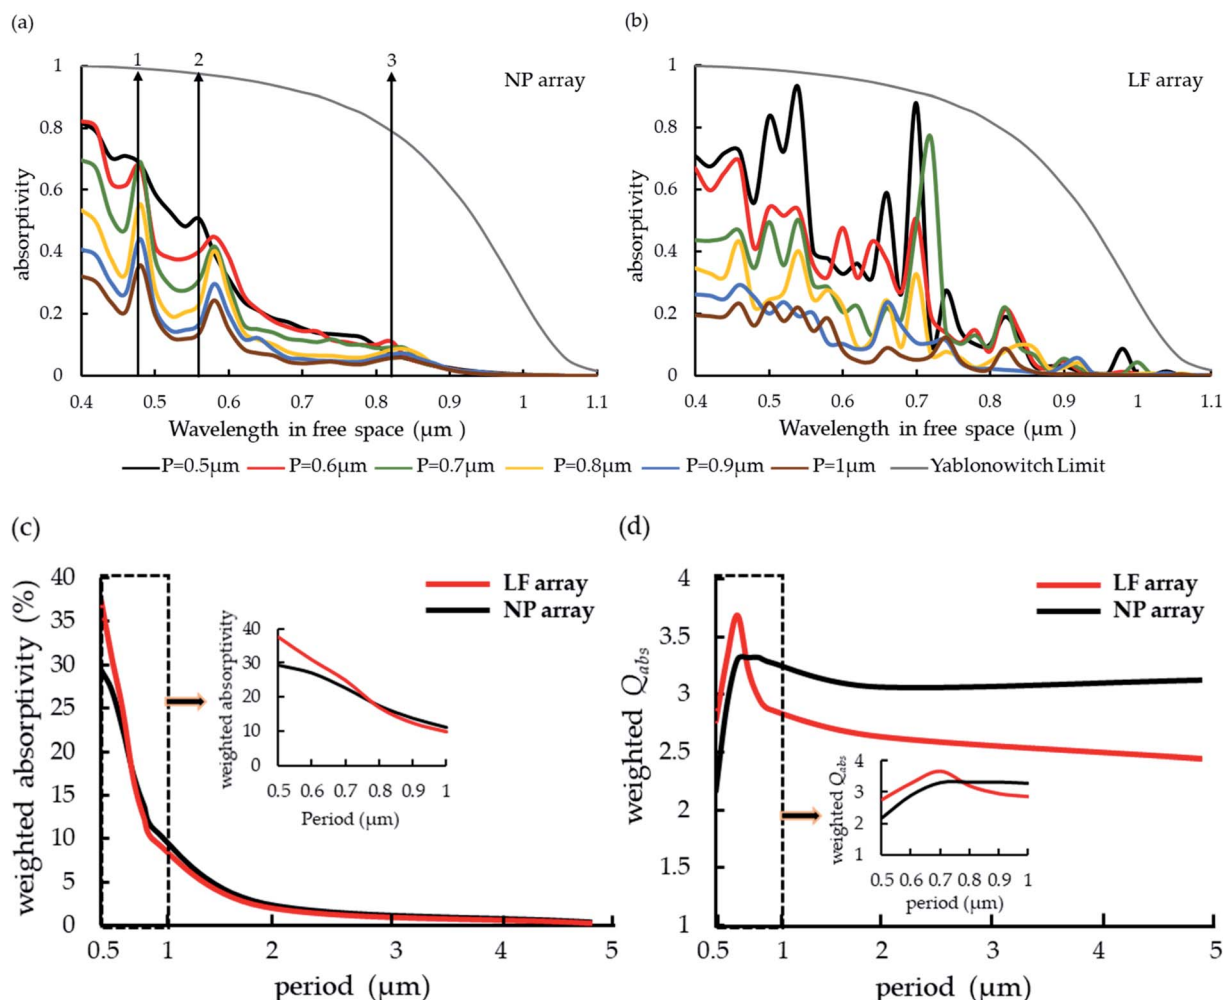 (a)
1
2
3
NP array
1
0.8
0.6
0.4
0.2
0
absorptivity
0.4 0.5 0.6 0.7 0.8 0.9 1 1.1
Wavelength in free space (μm )
(b)
LF array
1
0.8
0.6
0.4
0.2
0
absorptivity
0.4 0.5 0.6 0.7 0.8 0.9 1 1.1
Wavelength in free space (μm )
P=0.5μm P=0.6μm P=0.7μm P=0.8μm P=0.9μm P=1μm Yablonowitch Limit
(c)
40
35
30
25
20
15
10
5
0
weighted absorptivity (%)
LF array
NP array
40
30
20
10
0
weighted absorptivity
0.5 0.6 0.7 0.8 0.9 1
Period (μm)
0.5 1 2 3 4 5
period (μm)
(d)
4
3.5
3
2.5
2
1.5
1
weighted Qabs
LF array
NP array
4
3
2
1
weighted Qabs
0.5 0.6 0.7 0.8 0.9 1
period (μm)
0.5 1 2 3 4 5
period (μm)